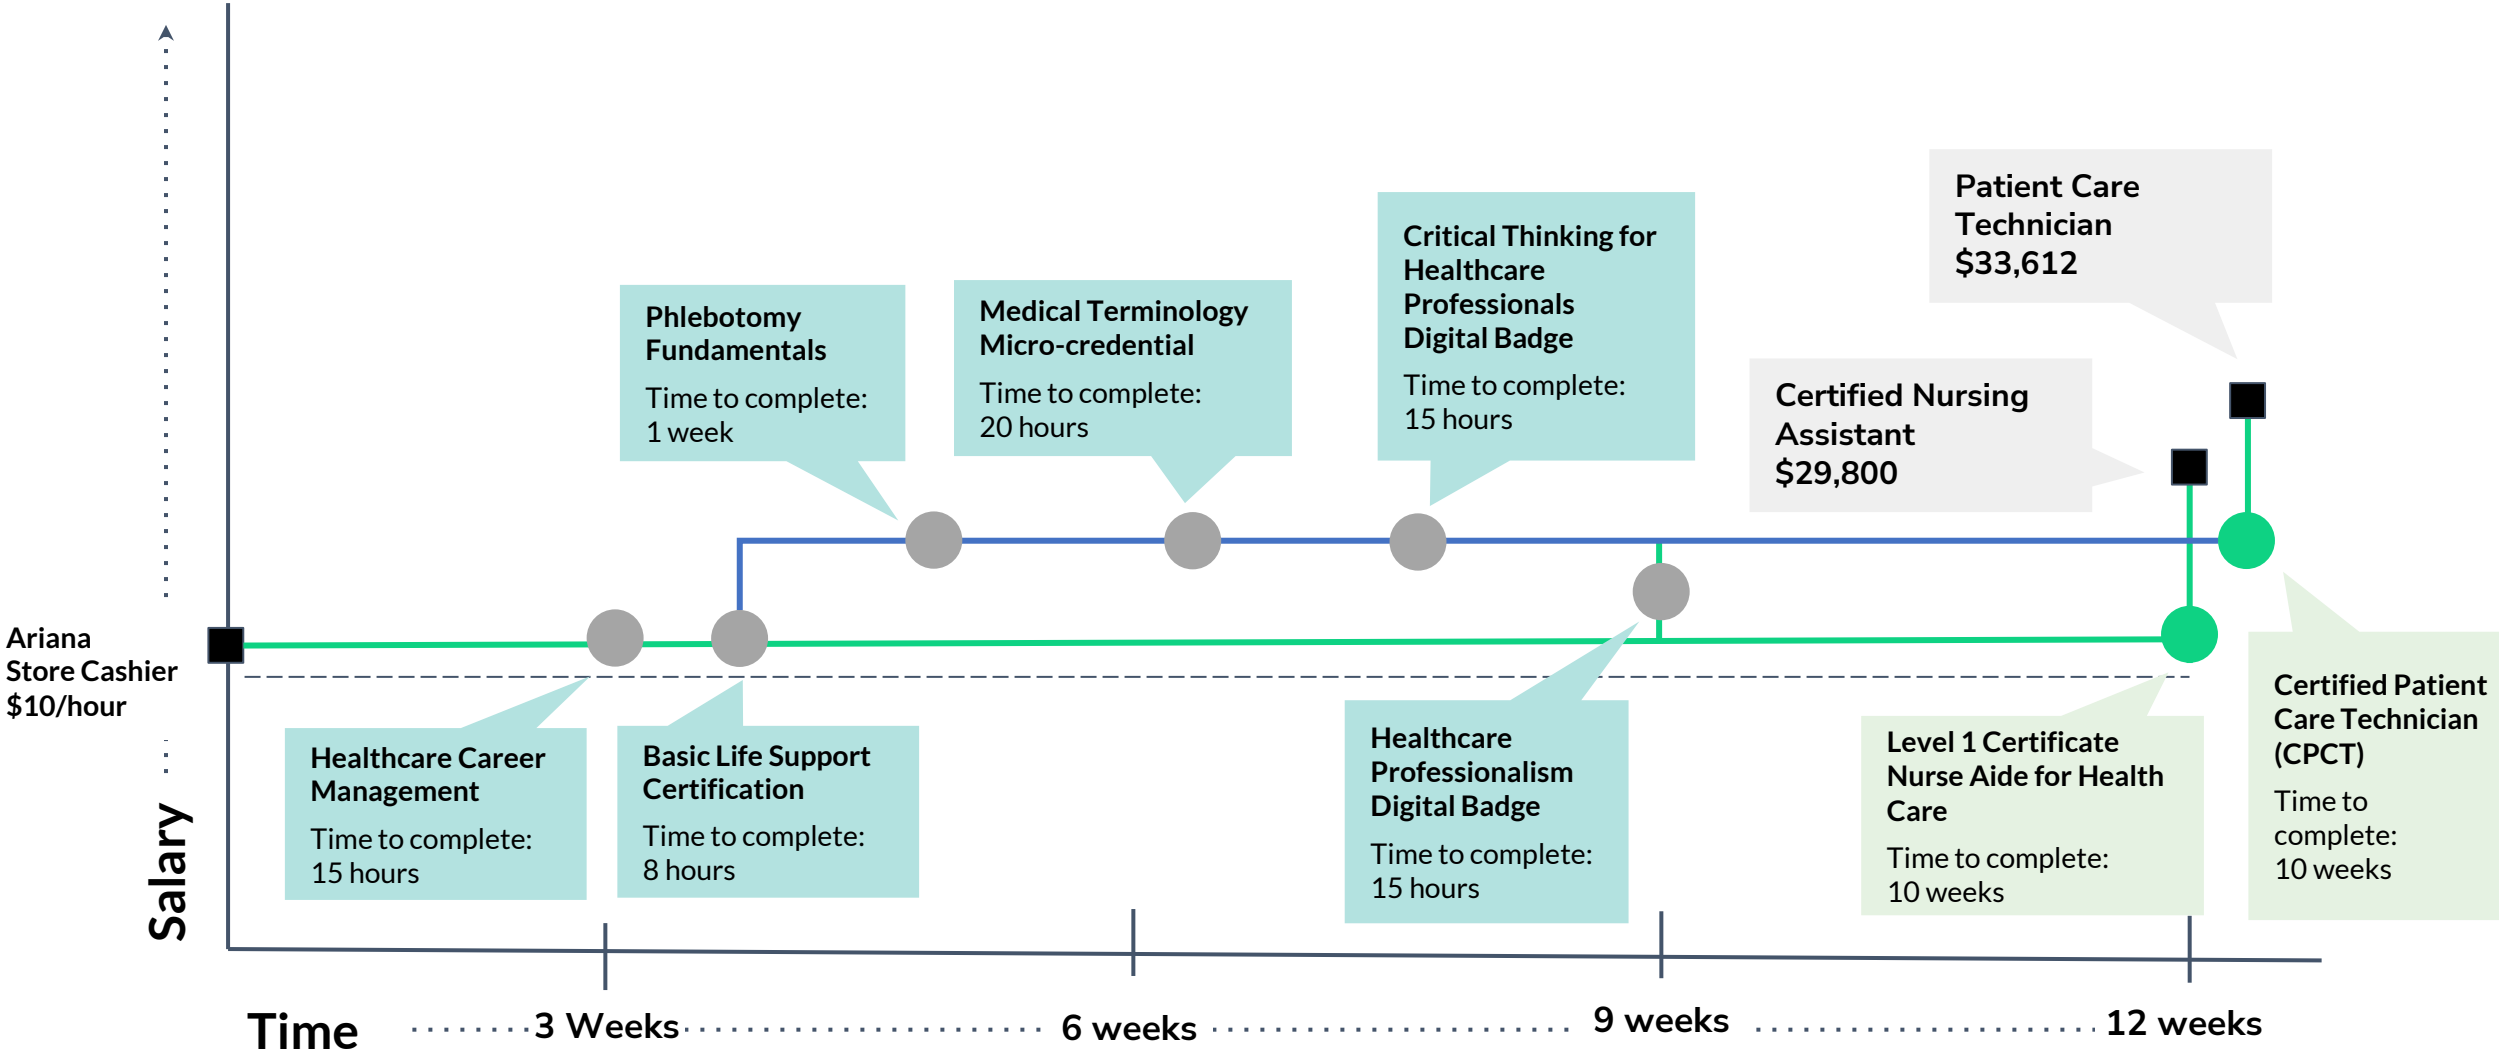 Patient Care
Technician
$33,612
Critical Thinking for
Healthcare
Professionals
Digital Badge
Time to complete:
15 hours
Medical Terminology
Micro-credential
Time to complete:
20 hours
Phlebotomy
Fundamentals
Time to complete:
1 week
Certified Nursing
Assistant
$29,800
Ariana
Store Cashier
$10/hour
Healthcare Career
Management
Time to complete:
15 hours
Basic Life Support
Certification
Time to complete:
8 hours
Healthcare
Professionalism
Digital Badge
Time to complete:
15 hours
Level 1 Certificate
Nurse Aide for Health
Care
Time to complete:
10 weeks
Certified Patient
Care Technician
(CPCT)
Time to
complete:
10 weeks
Salary
Time
3 Weeks
6 weeks
9 weeks
12 weeks